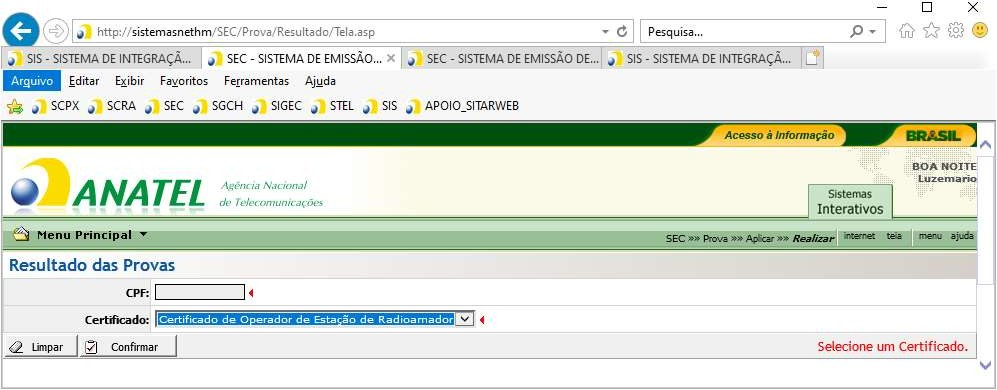 http://sistemasnethm/SEC/Prova/Resultado/Tela.asp
Pesquisa...
SIS - SISTEMA DE INTEGRAÇÃ...
SEC - SISTEMA DE EMISSÃO...
SEC - SISTEMA DE EMISSÃO DE...
SIS - SISTEMA DE INTEGRAÇÃ...
Arquivo Editar Exibir Favoritos Ferramentas Ajuda
SCPX SCRA SEC SGCH SIGEC STEL SIS APOIO_SITARWEB
Acesso à Informação BRASIL
BOA NOITE
Luzemario
ANATEL
Agência Nacional
de Telecomunicações
Sistemas
Interativos
Menu Principal
SEC »» Prova »» Aplicar »» Realizar internet tela menu ajuda
Resultado das Provas
CPF:
Certificado: Certificado de Operador de Estação de Radioamador
Limpar Confirmar Selecione um Certificado.